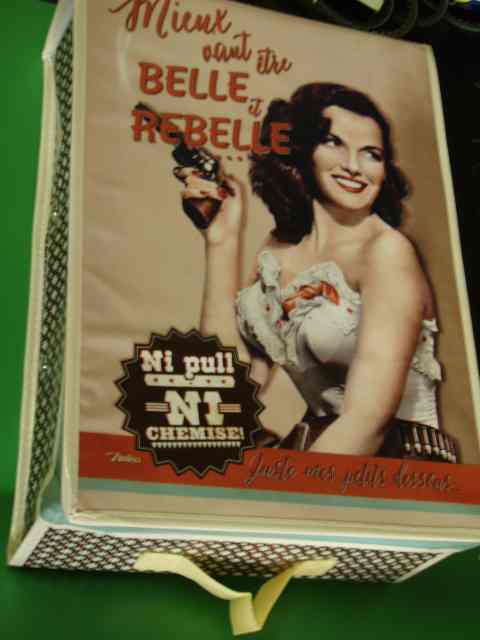 Mieux
vaut être
BELLE et
REBELLE
Ni pull
NI
CHEMISE!
Juste mes petits dessous...